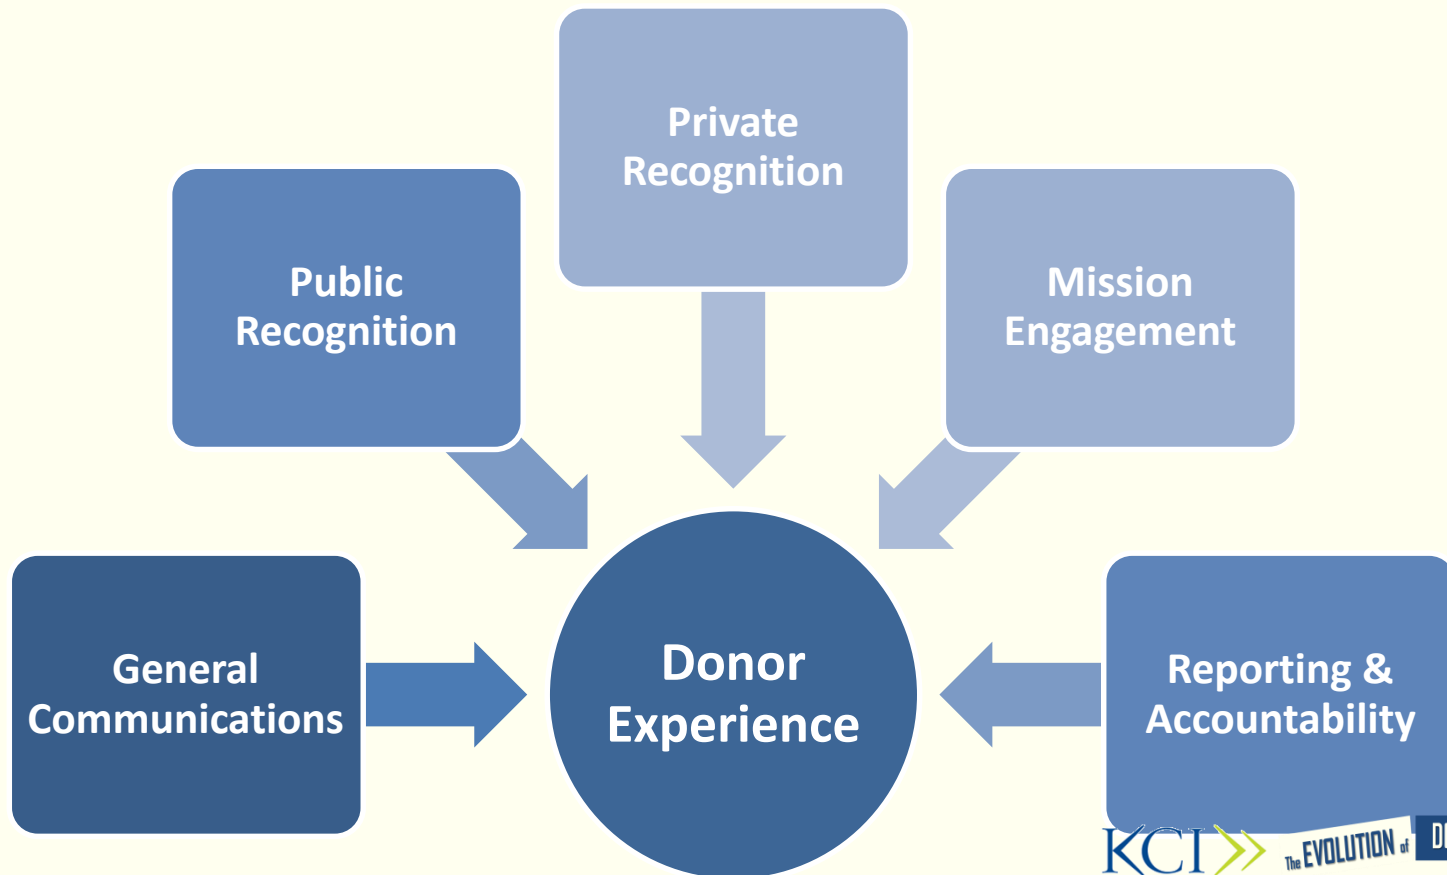 Private
Recognition
Public
Recognition
Mission
Engagement
General
Communications
Donor
Experience
Reporting &
Accountability
KCI
The EVOLUTION of